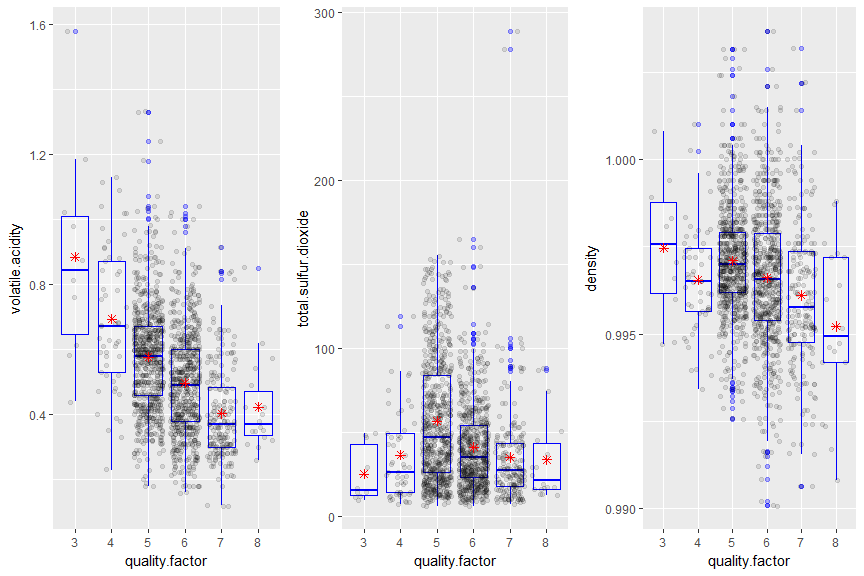 volatile.acidity
1.6
1.2
0.8
0.4
3 4 5 6 7 8
quality.factor
total.sulfur.dioxide
300
200
100
0
3 4 5 6 7 8
quality.factor
density
1.000
0.995
0.990
3 4 5 6 7 8
quality.factor